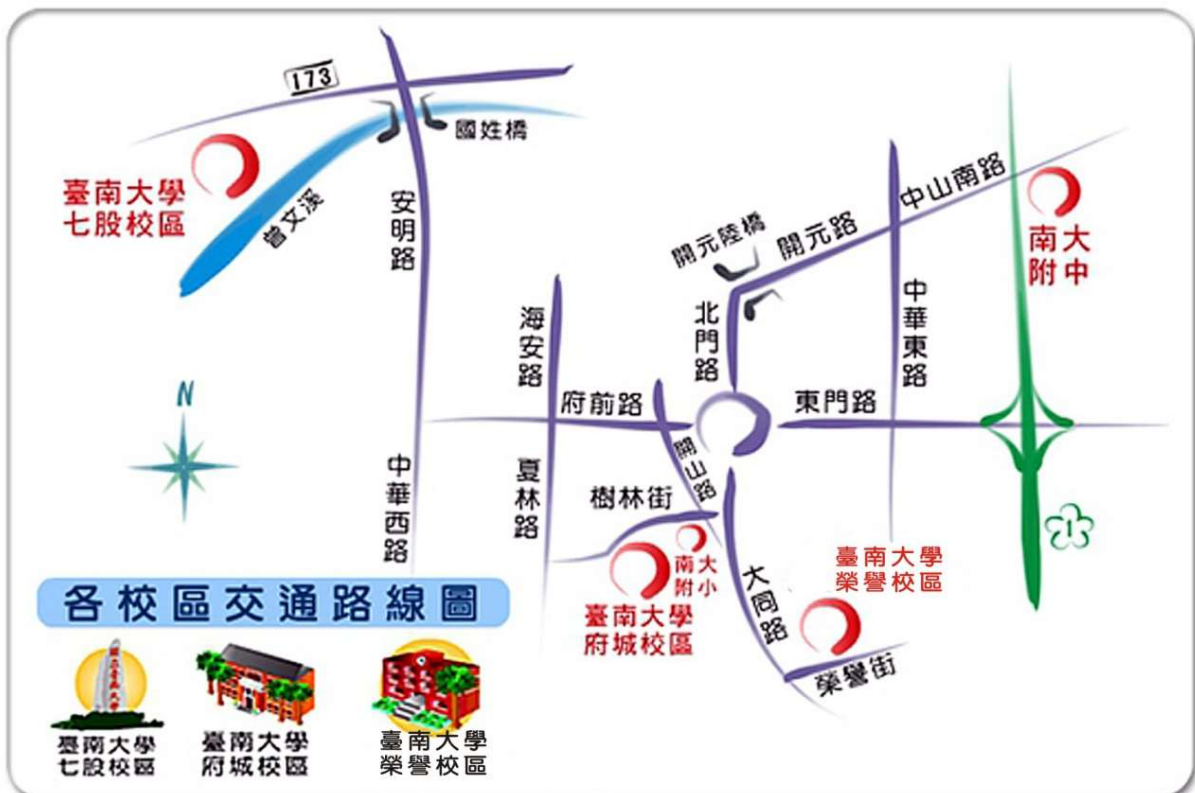 173
國姓橋
臺南大學
七股校區
曾文溪
安明路
中山南路
南大
附中
開元陸橋
開元路
北門路
中華東路
海安路
N
府前路
東門路
開山路
中華西路
夏林路
樹林街
1
南大
附小
臺南大學
府城校區
臺南大學
榮譽校區
大同路
榮譽街
各校區交通路線圖
國立臺南大學
臺南大學
七股校區
臺南大學
府城校區
臺南大學
榮譽校區